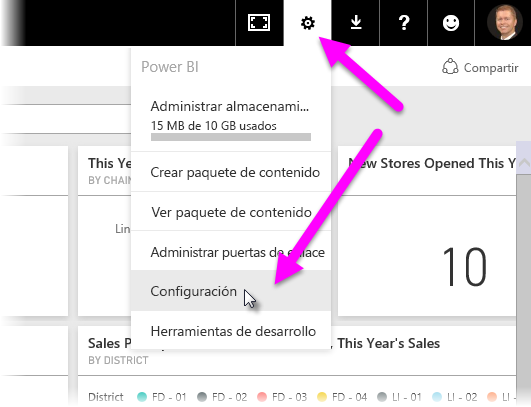 ?
Power BI
Compartir
Administrar almacenami...
15 MB de 10 GB usados
Crear paquete de contenido
Ver paquete de contenido
Administrar puertas de enlace
Configuración
Herramientas de desarrollo
This Ye
BY CHAIN
Lin
New Stores Opened This Y
10
Sales P
, This Year's Sales
BY DISTRICT
District FD - 01 FD - 02 FD - 03 FD - 04 LI - 01 LI - 02 LI -